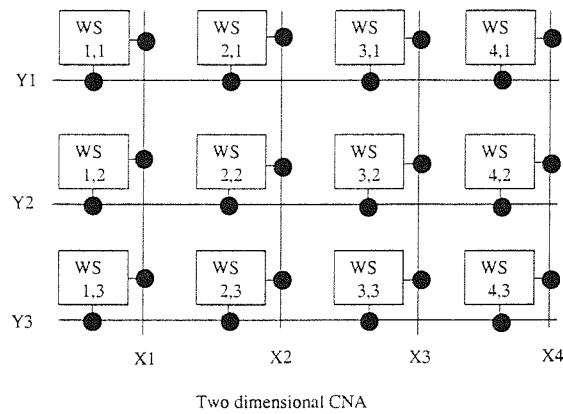 WS 1,1
WS 2,1
WS 3,1
WS 4,1
Y1
WS 1,2
WS 2,2
WS 3,2
WS 4,2
Y2
WS 1,3
WS 2,3
WS 3,3
WS 4,3
Y3
X1
X2
X3
X4
Two dimensional CNA